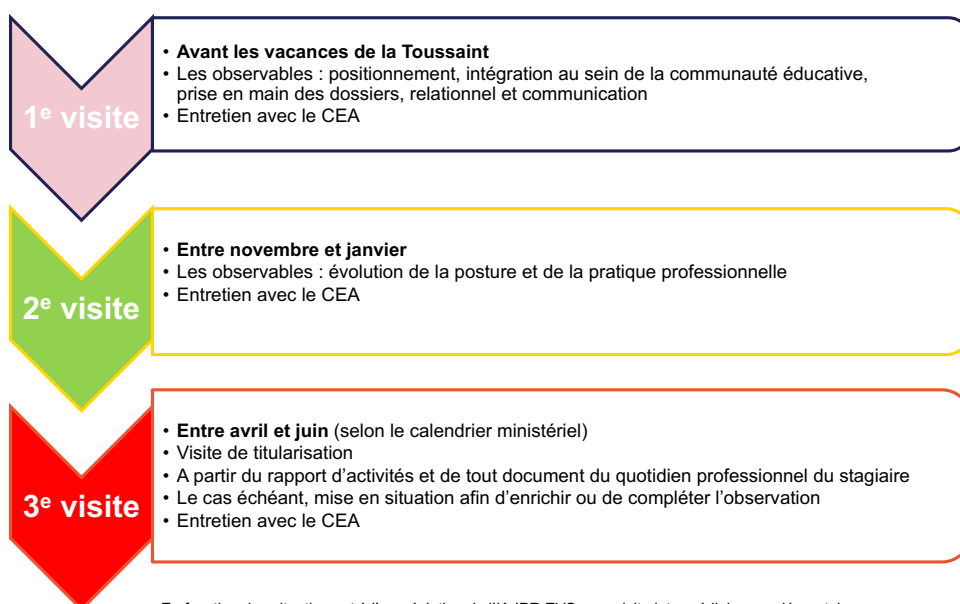 1e visite
• Avant les vacances de la Toussaint
• Les observables : positionnement, intégration au sein de la communauté éducative,
prise en main des dossiers, relationnel et communication
• Entretien avec le CEA
2e visite
• Entre novembre et janvier
• Les observables : évolution de la posture et de la pratique professionnelle
• Entretien avec le CEA
3e visite
• Entre avril et juin (selon le calendrier ministériel)
• Visite de titularisation
• A partir du rapport d’activités et de tout document du quotidien professionnel du stagiaire
• Le cas échéant, mise en situation afin d’enrichir ou de compléter l’observation
• Entretien avec le CEA